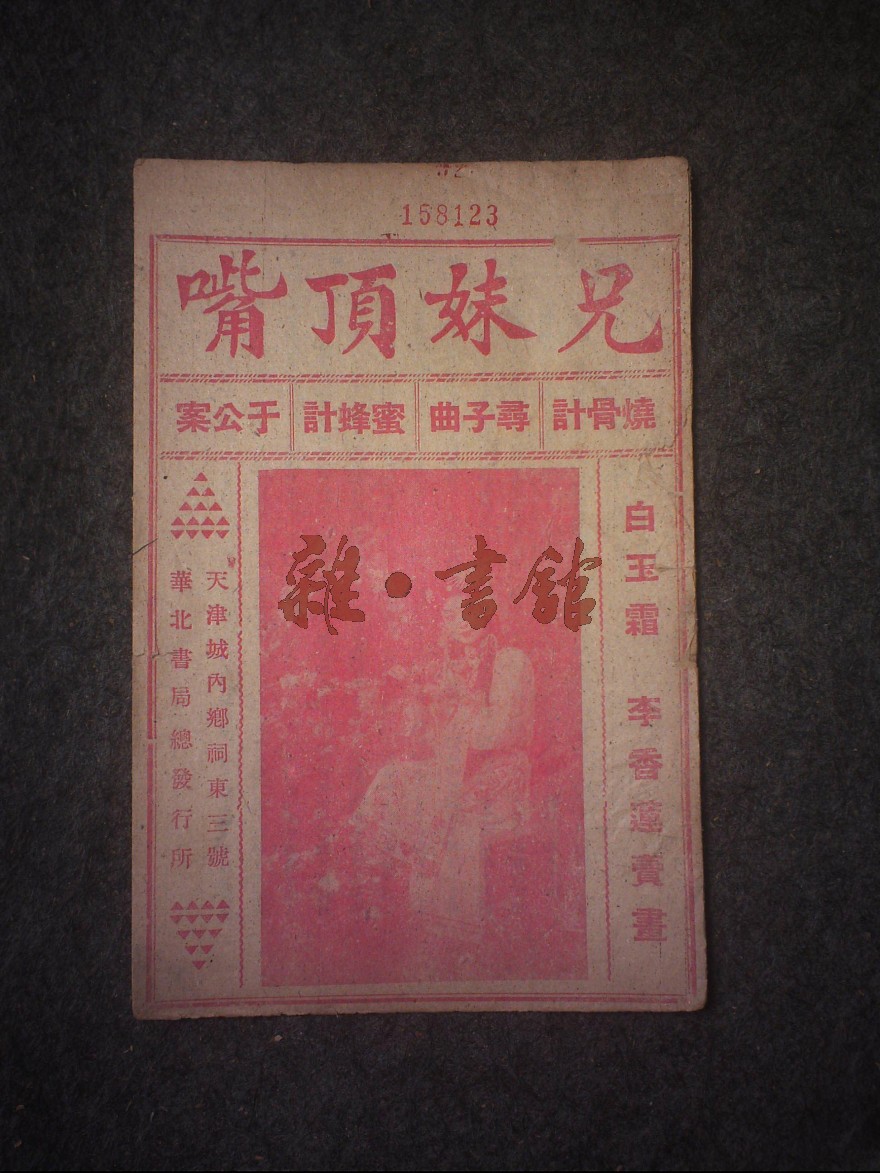 158123
兄妹頂嘴
燒骨計
尋子曲
蜜蜂計
于公案
白玉霜 李香蓮賣畫
雜·書館
天津城內鄉祠東三號
華北書局總發行所